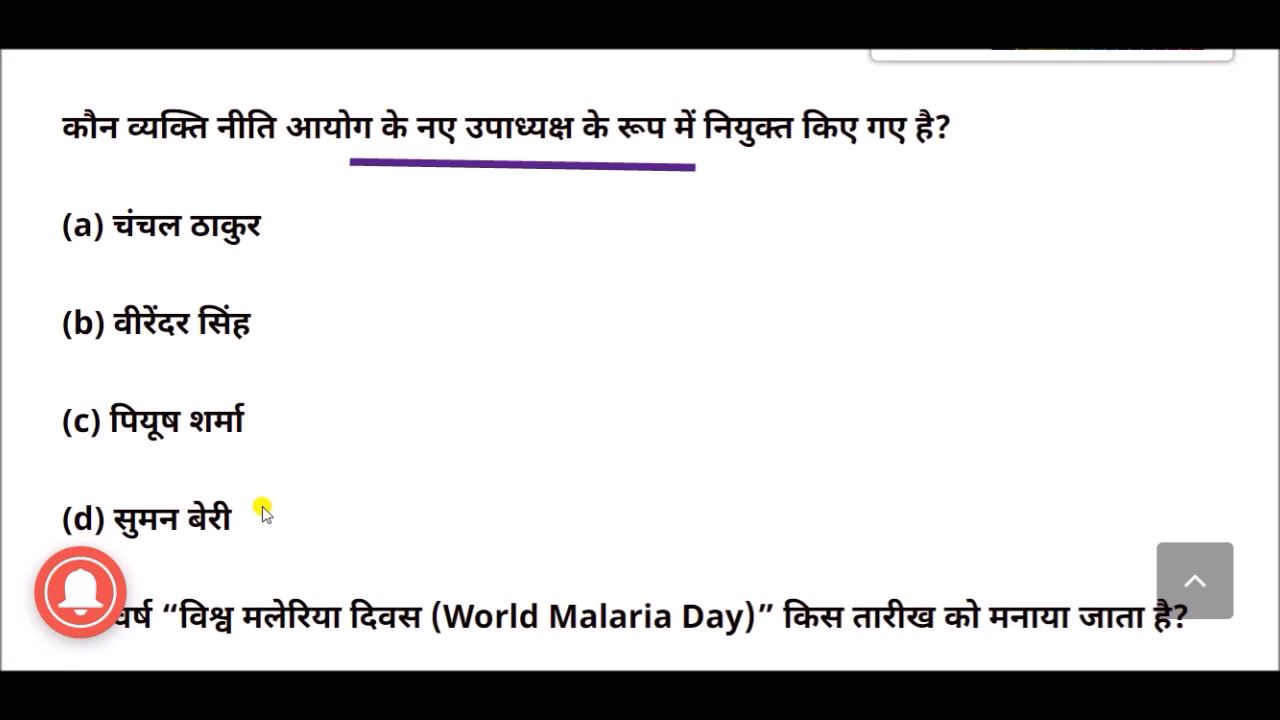 कौन व्यक्ति नीति आयोग के नए उपाध्यक्ष के रूप में नियुक्त किए गए है?
(a) चंचल ठाकुर
(b) वीरेंदर सिंह
(c) पियूष शर्मा
(d) सुमन बेरी
वर्ष “विश्व मलेरिया दिवस (World Malaria Day)” किस तारीख को मनाया जाता है?